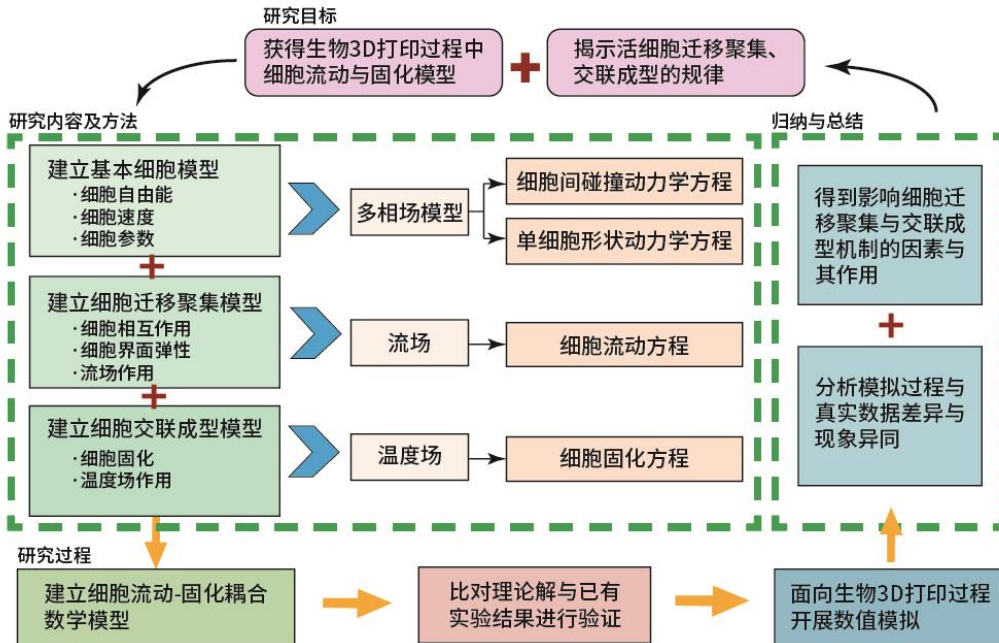 研究目标
获得生物3D打印过程中
细胞流动与固化模型
+
揭示活细胞迁移聚集、
交联成型的规律
研究内容及方法
建立基本细胞模型
·细胞自由能
·细胞速度
·细胞参数
多相场模型
细胞间碰撞动力学方程
单细胞形状动力学方程
+
建立细胞迁移聚集模型
·细胞相互作用
·细胞界面弹性
·流场作用
流场
细胞流动方程
+
建立细胞交联成型模型
·细胞固化
·温度场作用
温度场
细胞固化方程
归纳与总结
得到影响细胞迁
移聚集与交联成
型机制的因素与
其作用
+
分析模拟过程与
真实数据差异与
现象异同
研究过程
建立细胞流动-固化耦合
数学模型
比对理论解与已有
实验结果进行验证
面向生物3D打印过程
开展数值模拟